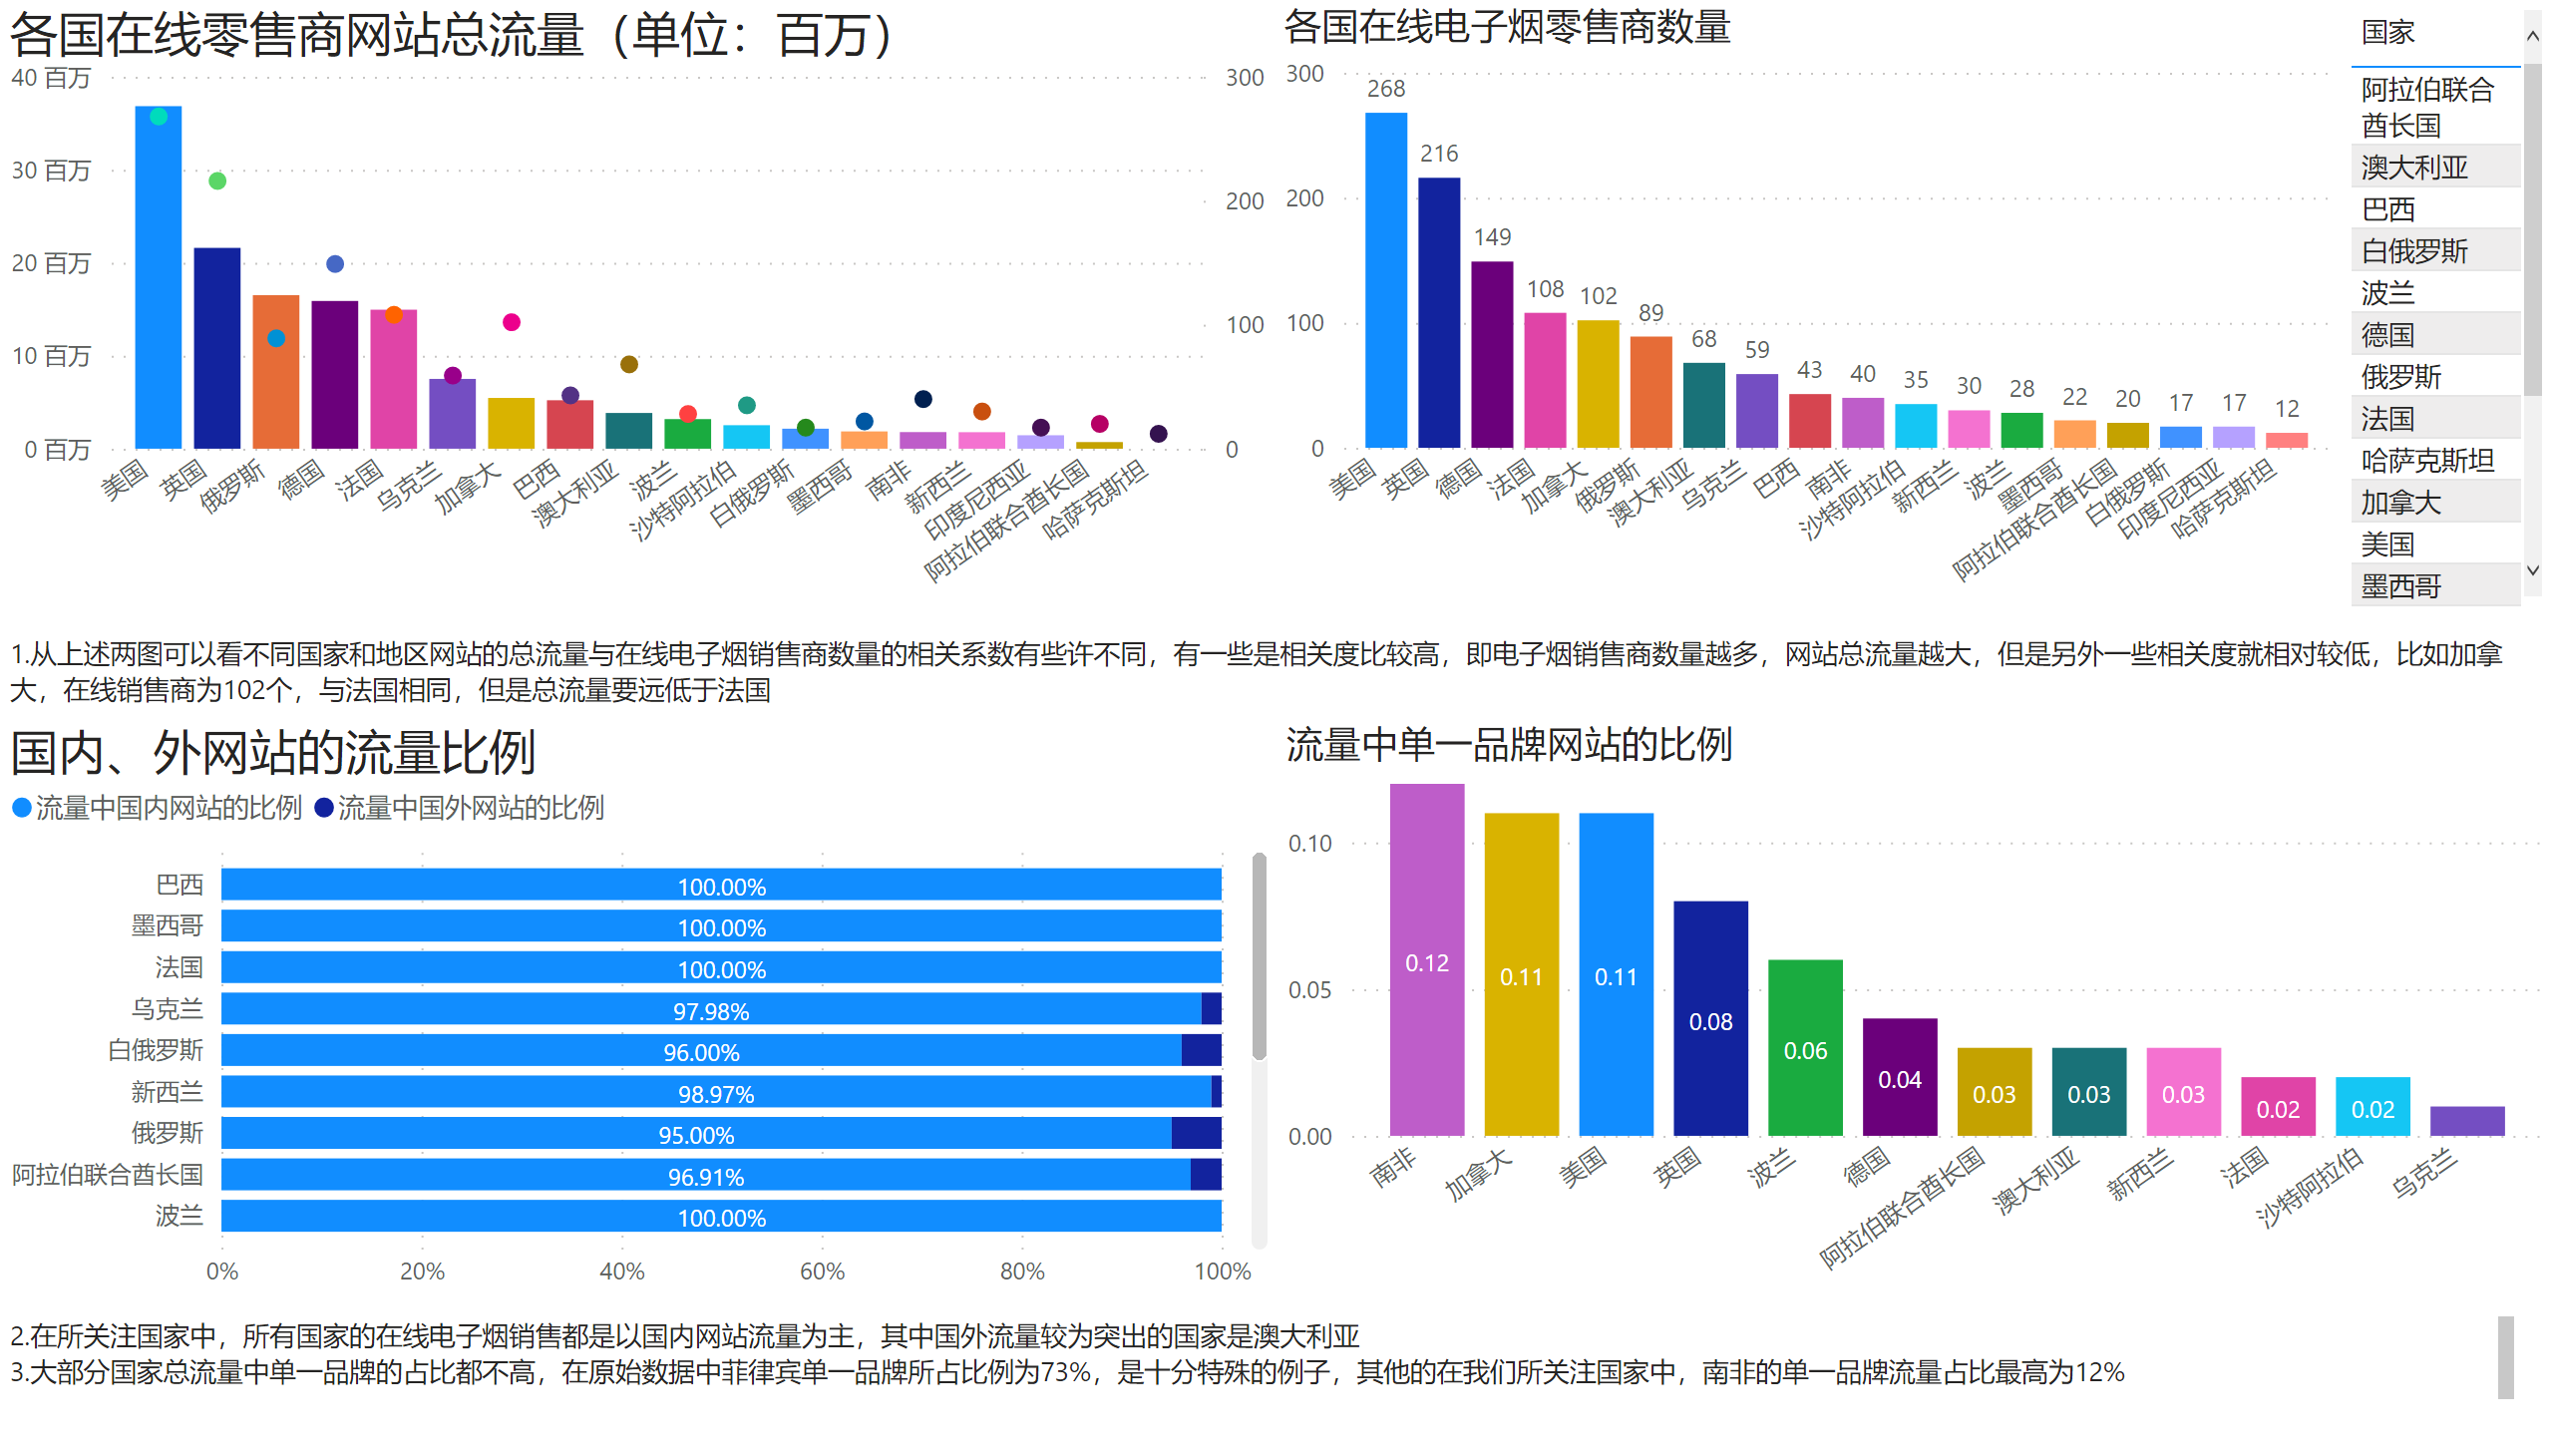 各国在线零售商网站总流量（单位：百万）
40 百万
30 百万
20 百万
10 百万
0 百万
300
200
100
0
美国
英国
俄罗斯
德国
法国
乌克兰
加拿大
巴西
澳大利亚
波兰
沙特阿拉伯
白俄罗斯
墨西哥
南非
新西兰
印度尼西亚
阿拉伯联合酋长国
哈萨克斯坦
各国在线电子烟零售商数量
300
200
100
0
268
216
149
108
102
89
68
59
43
40
35
30
28
22
20
17
17
12
美国
英国
德国
法国
加拿大
俄罗斯
澳大利亚
乌克兰
巴西
南非
沙特阿拉伯
新西兰
波兰
墨西哥
阿拉伯联合酋长国
白俄罗斯
印度尼西亚
哈萨克斯坦
国家
阿拉伯联合
酋长国
澳大利亚
巴西
白俄罗斯
波兰
德国
俄罗斯
法国
哈萨克斯坦
加拿大
美国
墨西哥
1.从上述两图可以看不同国家和地区网站的总流量与在线电子烟销售商数量的相关系数有些许不同，有一些是相关度比较高，即电子烟销售商数量越多，网站总流量越大，但是另外一些相关度就相对较低，比如加拿
大，在线销售商为102个，与法国相同，但是总流量要远低于法国
国内、外网站的流量比例
流量中国内网站的比例 流量中国外网站的比例
巴西 100.00%
墨西哥 100.00%
法国 100.00%
乌克兰 97.98%
白俄罗斯 96.00%
新西兰 98.97%
俄罗斯 95.00%
阿拉伯联合酋长国 96.91%
波兰 100.00%
0% 20% 40% 60% 80% 100%
流量中单一品牌网站的比例
0.10
0.05
0.00
0.12
0.11
0.11
0.08
0.06
0.04
0.03
0.03
0.03
0.02
0.02
南非
加拿大
美国
英国
波兰
德国
阿拉伯联合酋长国
澳大利亚
新西兰
法国
沙特阿拉伯
乌克兰
2.在所关注国家中，所有国家的在线电子烟销售都是以国内网站流量为主，其中国外流量较为突出的国家是澳大利亚
3.大部分国家总流量中单一品牌的占比都不高，在原始数据中菲律宾单一品牌所占比例为73%，是十分特殊的例子，其他的在我们所关注国家中，南非的单一品牌流量占比最高为12%